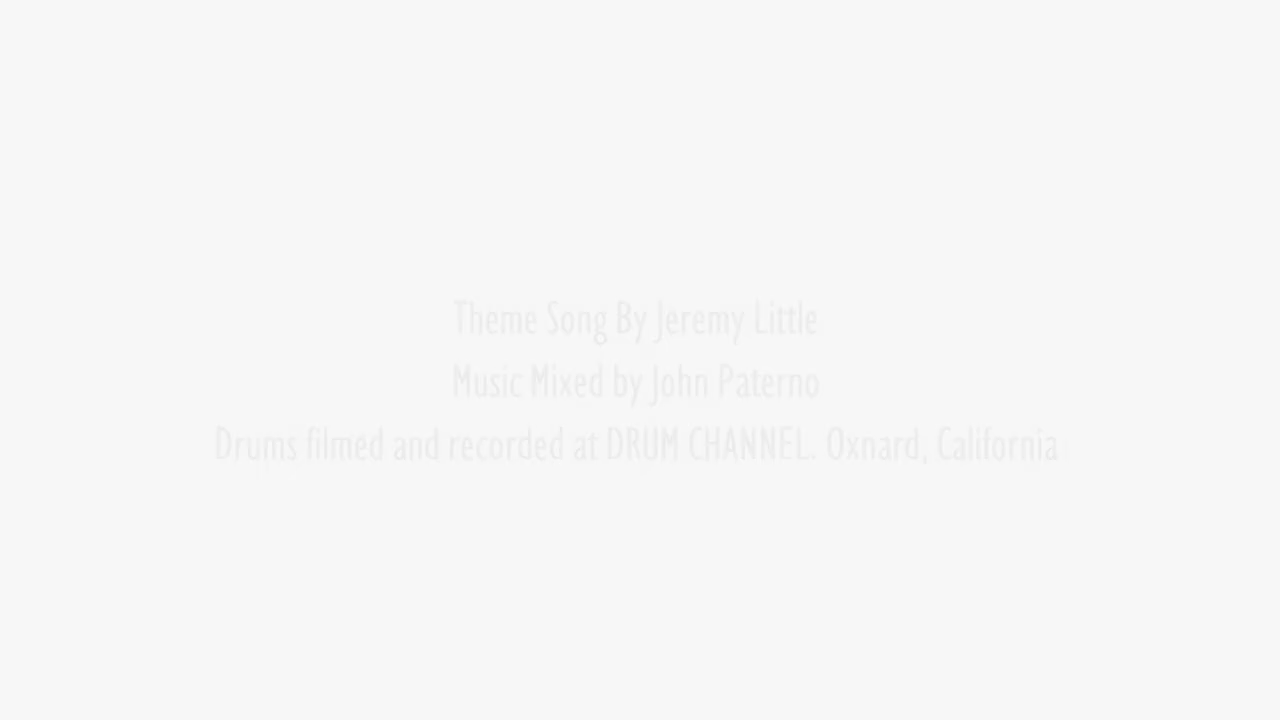 Theme Song By Jeremy Little
Music Mixed by John Paterno
Drums filmed and recorded at DRUM CHANNEL. Oxnard, California